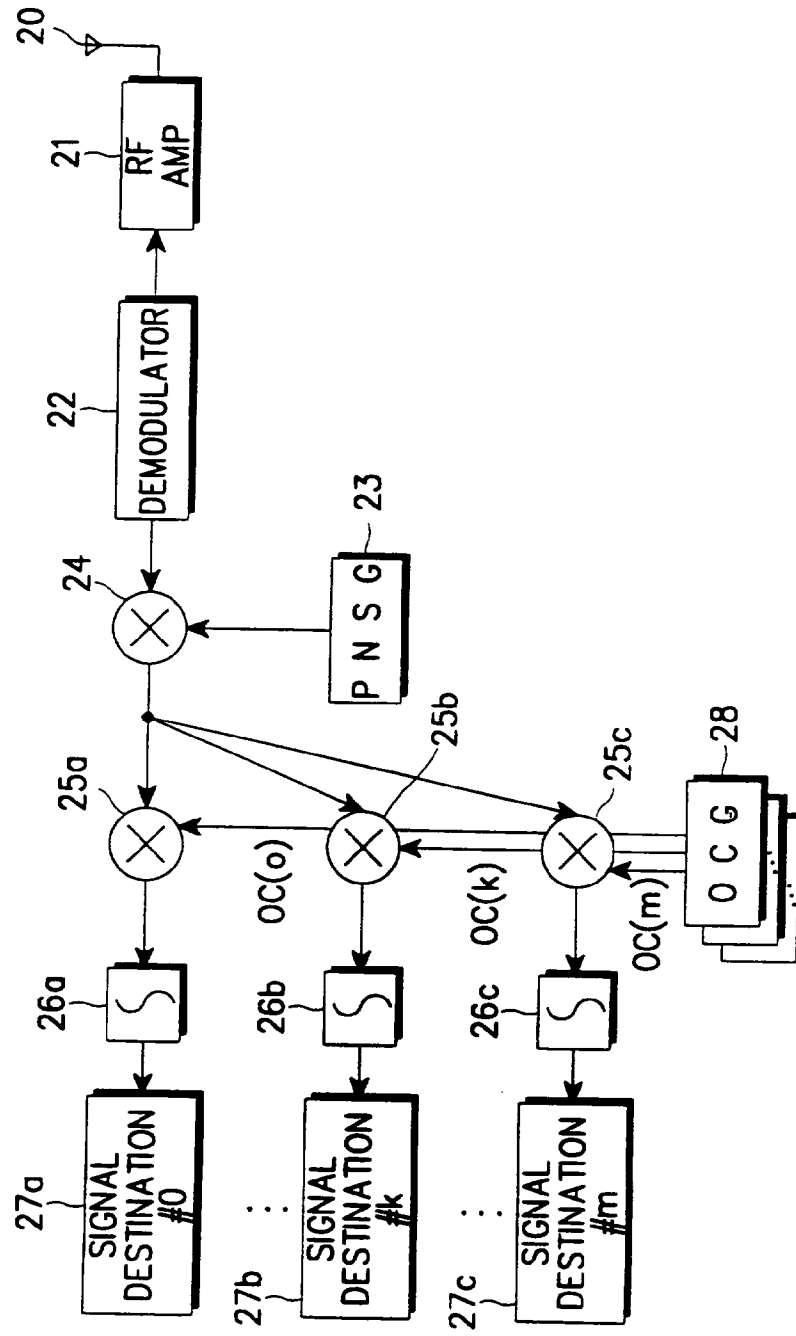 20
21
RF
AMP
22
DEMODULATOR
24
23
P N S G
25a
25b
25c
OC(o)
OC(k)
OC(m)
28
O C G
...
...
26a
∫
26b
∫
26c
∫
27a
SIGNAL
DESTINATION
#0
...
27b
SIGNAL
DESTINATION
#k
...
27c
SIGNAL
DESTINATION
#m